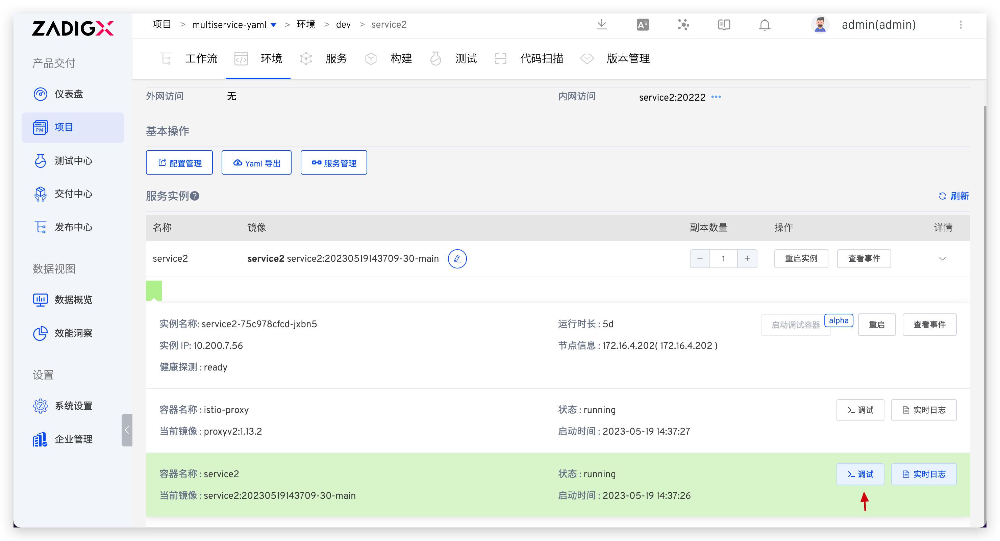 ZADIGX
项目 > multiservice-yaml > 环境 > dev > service2
A文
admin(admin)
产品交付
仪表盘
PM 项目
测试中心
交付中心
发布中心
数据视图
数据概览
效能洞察
设置
系统设置
企业管理
工作流 环境 服务 构建 测试 代码扫描 版本管理
外网访问 无 内网访问 service2:20222
基本操作
配置管理 Yaml 导出 服务管理
服务实例? 刷新
名称 镜像 副本数量 操作 详情
service2 service2 service2:20230519143709-30-main − 1 + 重启实例 查看事件
实例名称: service2-75c978cfcd-jxbn5 运行时长 : 5d 启动调试容器 alpha 重启 查看事件
实例 IP: 10.200.7.56 节点信息 : 172.16.4.202( 172.16.4.202 )
健康探测 : ready
容器名称 : istio-proxy 状态 : running >_ 调试 实时日志
当前镜像 : proxyv2:1.13.2 启动时间 : 2023-05-19 14:37:27
容器名称 : service2 状态 : running >_ 调试 实时日志
当前镜像 : service2:20230519143709-30-main 启动时间 : 2023-05-19 14:37:26